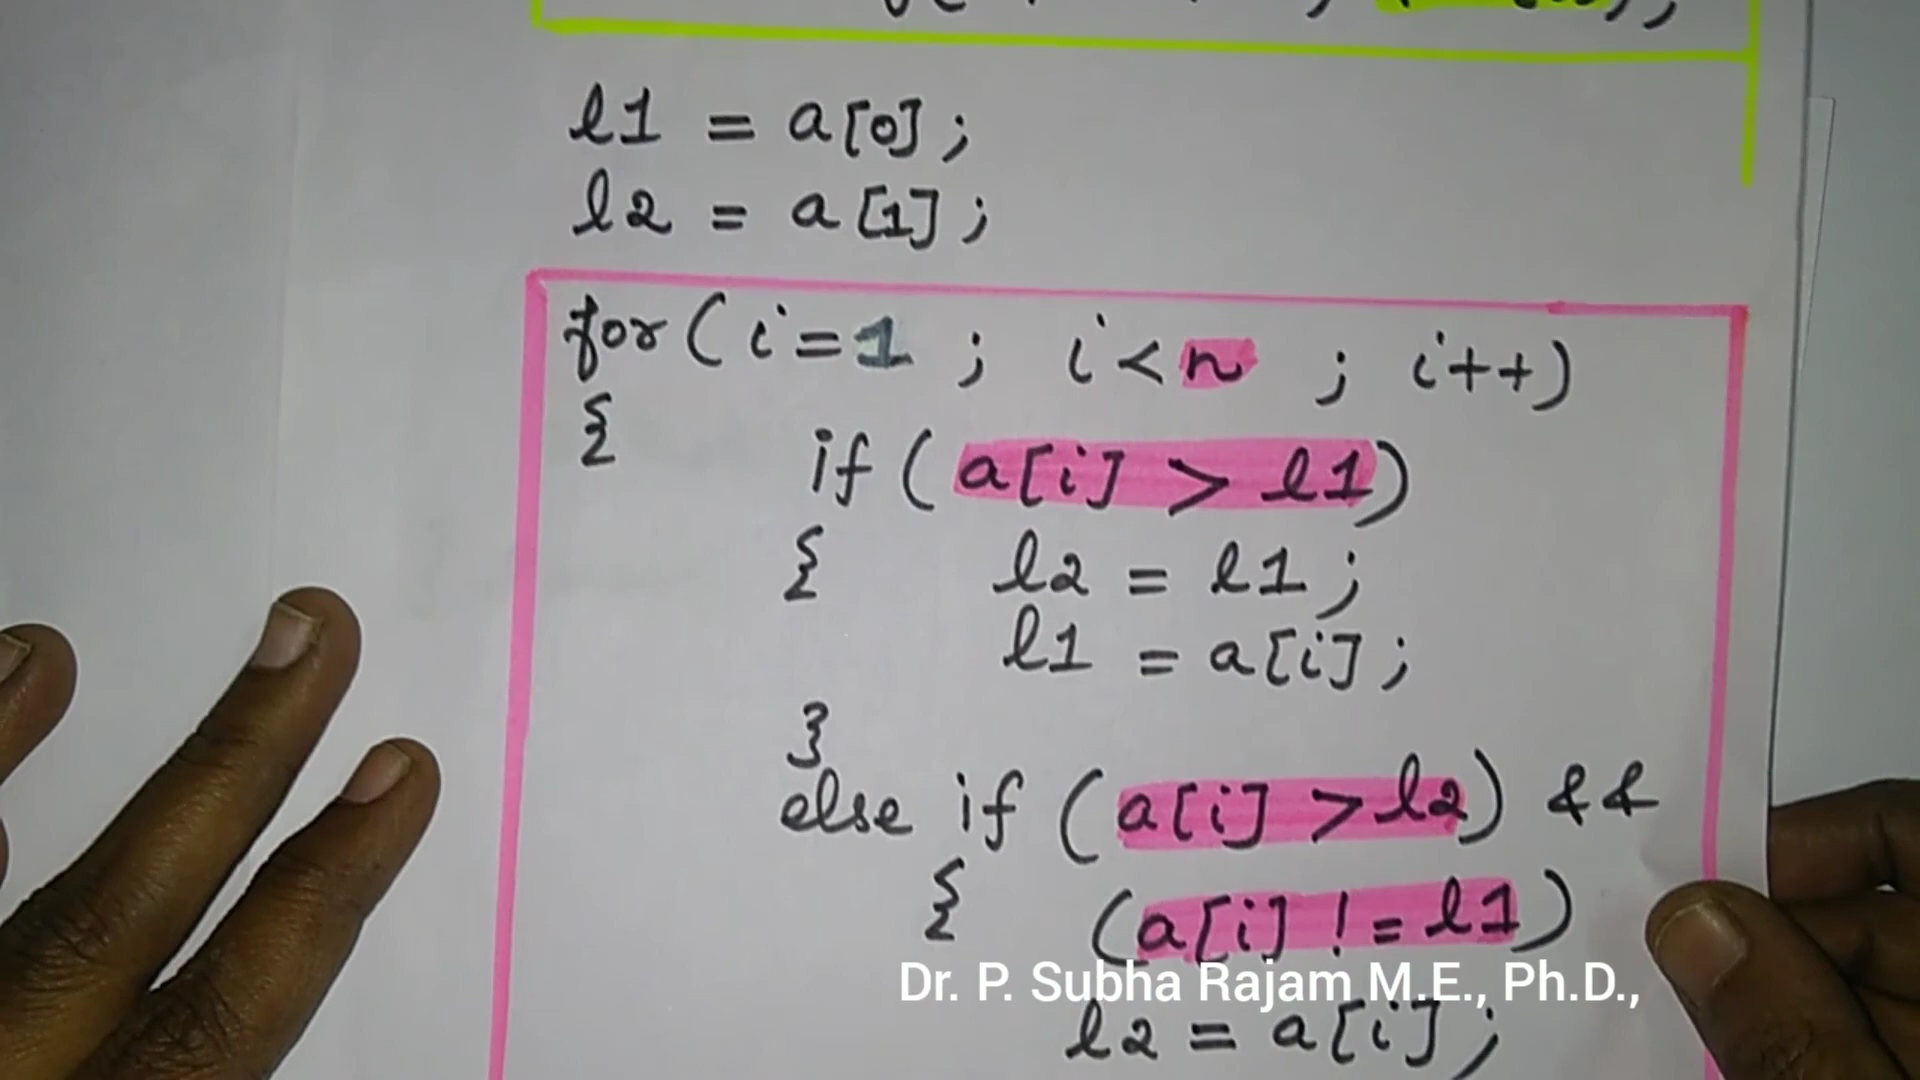 l1 = a[0];
l2 = a[1];
for(i=1 ; i<n ; i++)
{ if(a[i] > l1)
{ l2 = l1;
l1 = a[i];
}
else if (a[i] > l2) &&
{ (a[i] != l1)
Dr. P. Subha Rajam M.E., Ph.D.,
l2 = a[i];